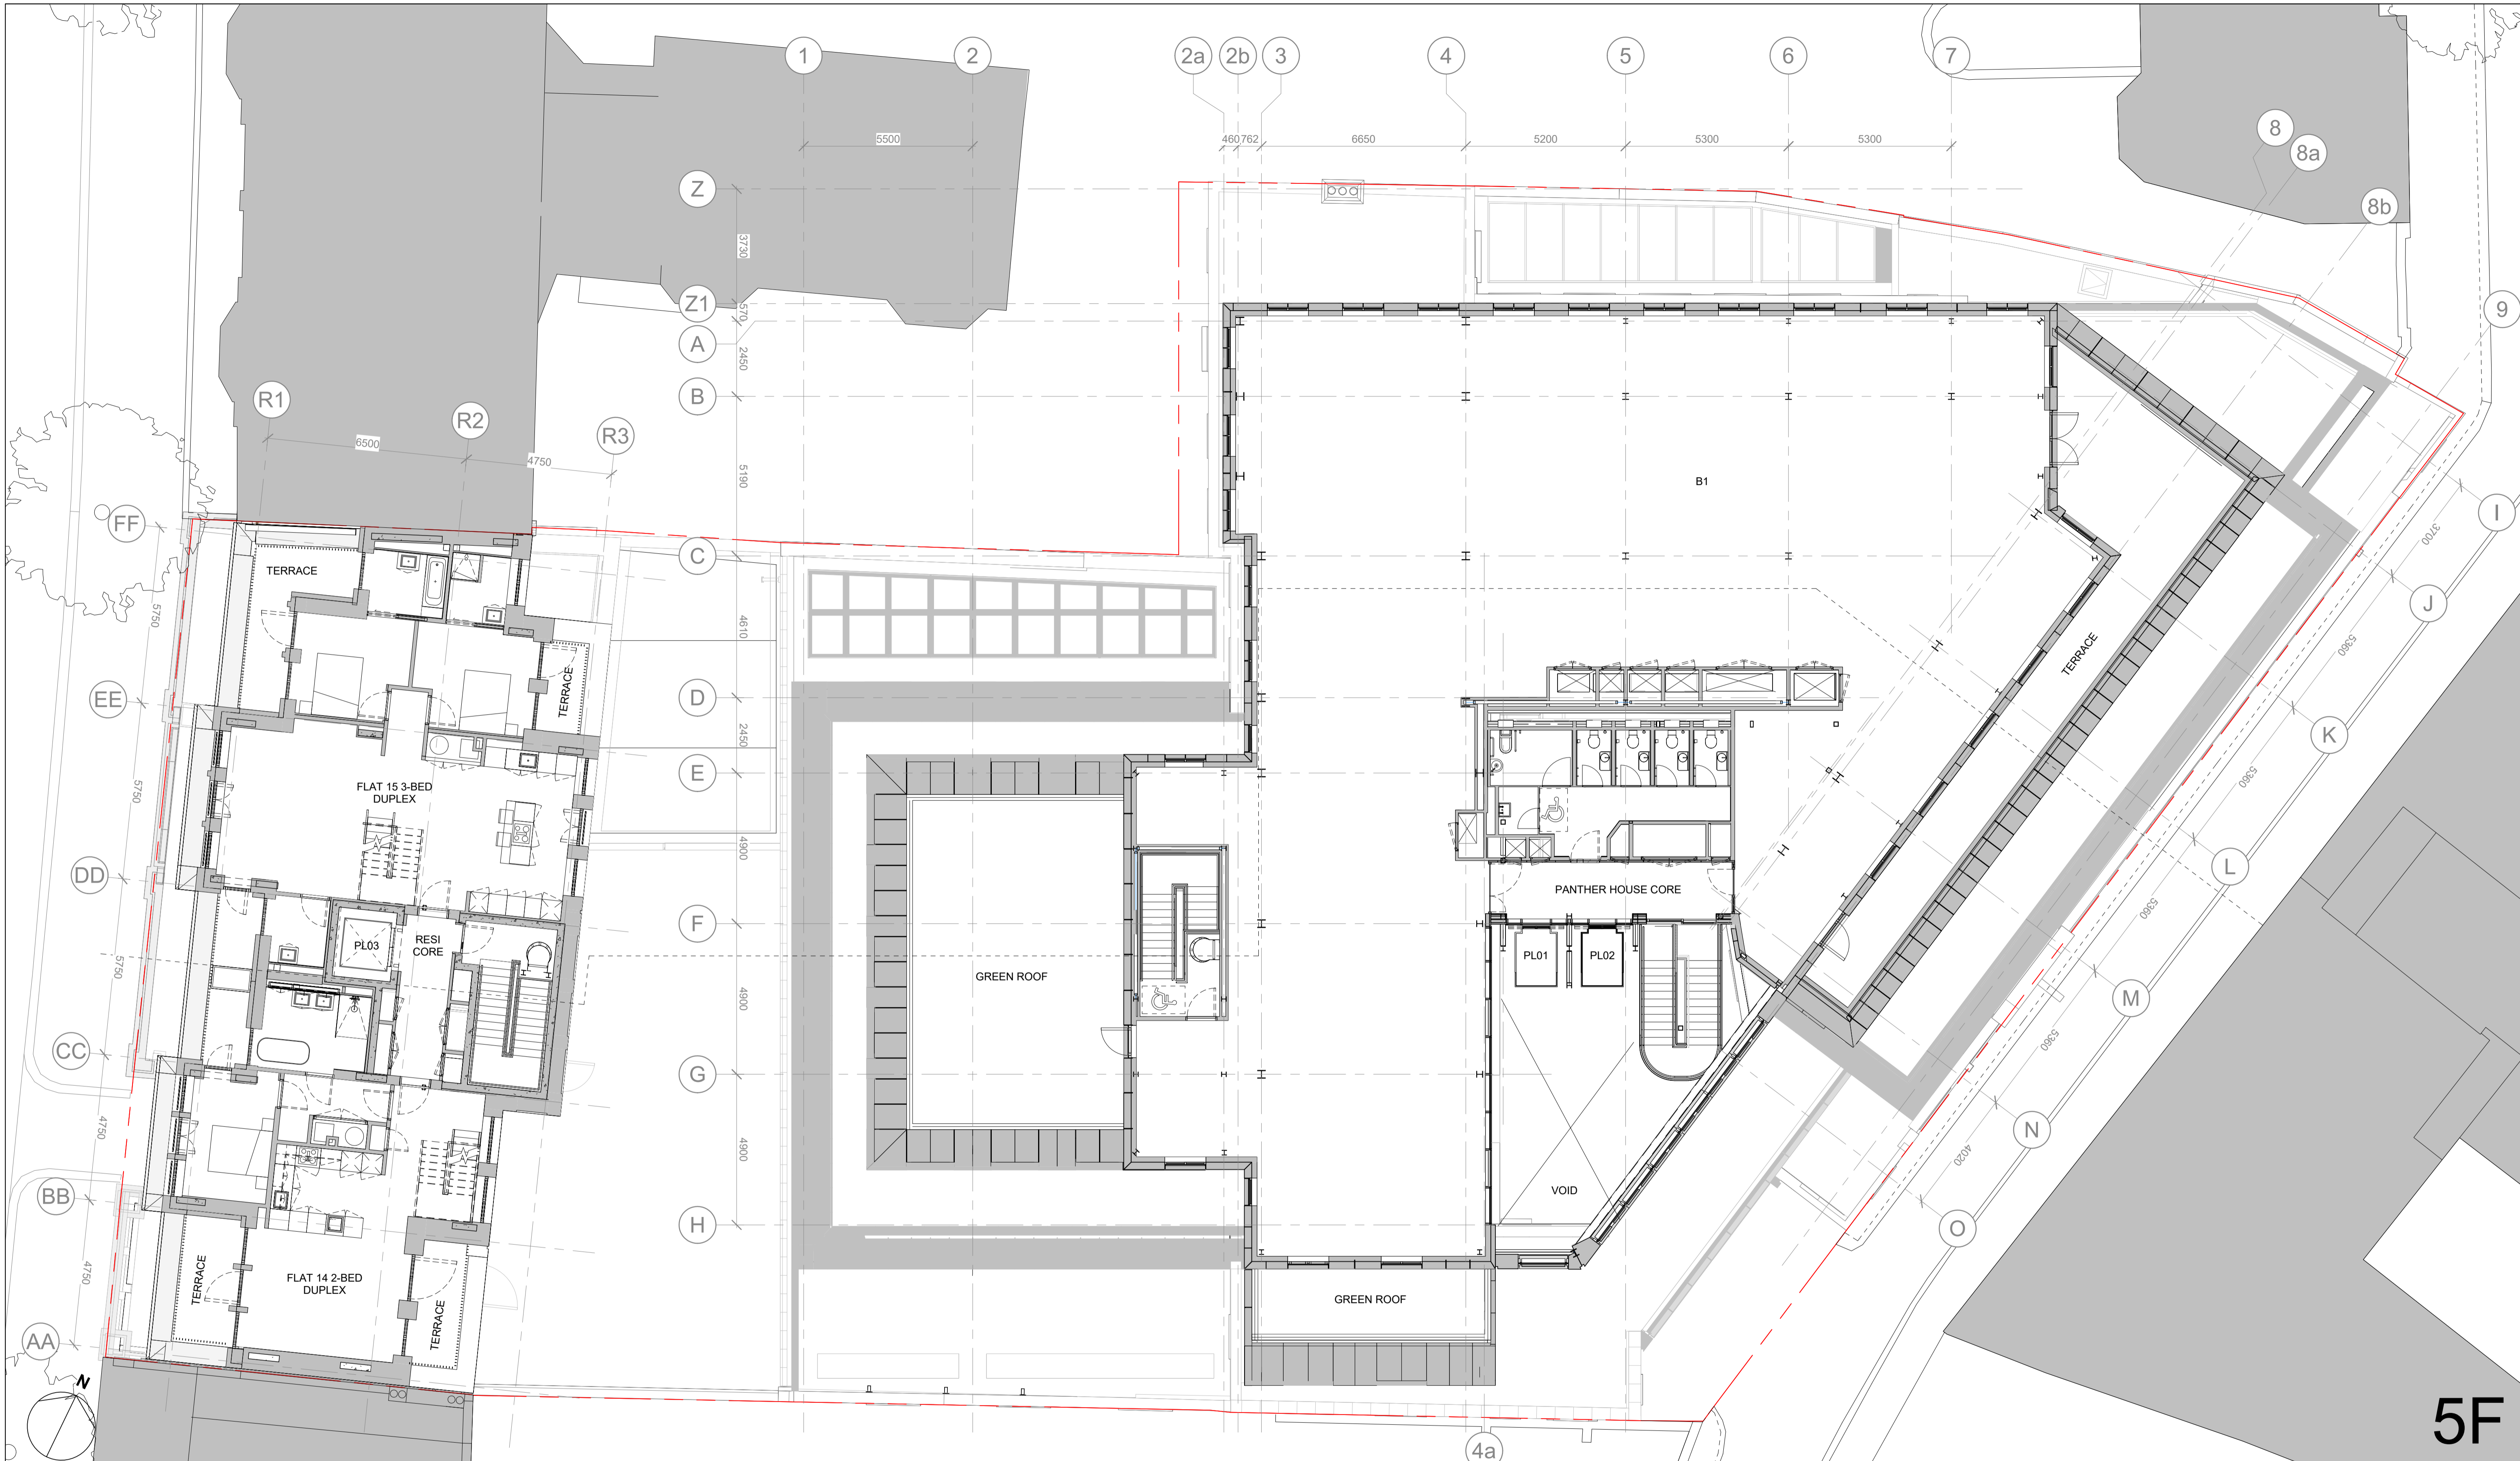 1
2
2a
2b
3
4
5
6
7
8
8a
8b
9
5500
460
762
6650
5200
5300
5300
Z
3730
Z1
570
A
2450
B
5190
C
4610
D
2450
E
4900
F
4900
G
4900
H
R1
6500
R2
4750
R3
FF
5750
EE
5750
DD
5750
CC
4750
BB
4750
AA
I
3700
J
5360
K
5360
L
5360
M
5360
N
4020
O
4a
B1
TERRACE
TERRACE
TERRACE
FLAT 15 3-BED
DUPLEX
PL03
RESI
CORE
GREEN ROOF
PANTHER HOUSE CORE
PL01
PL02
VOID
GREEN ROOF
TERRACE
FLAT 14 2-BED
DUPLEX
TERRACE
N
5F